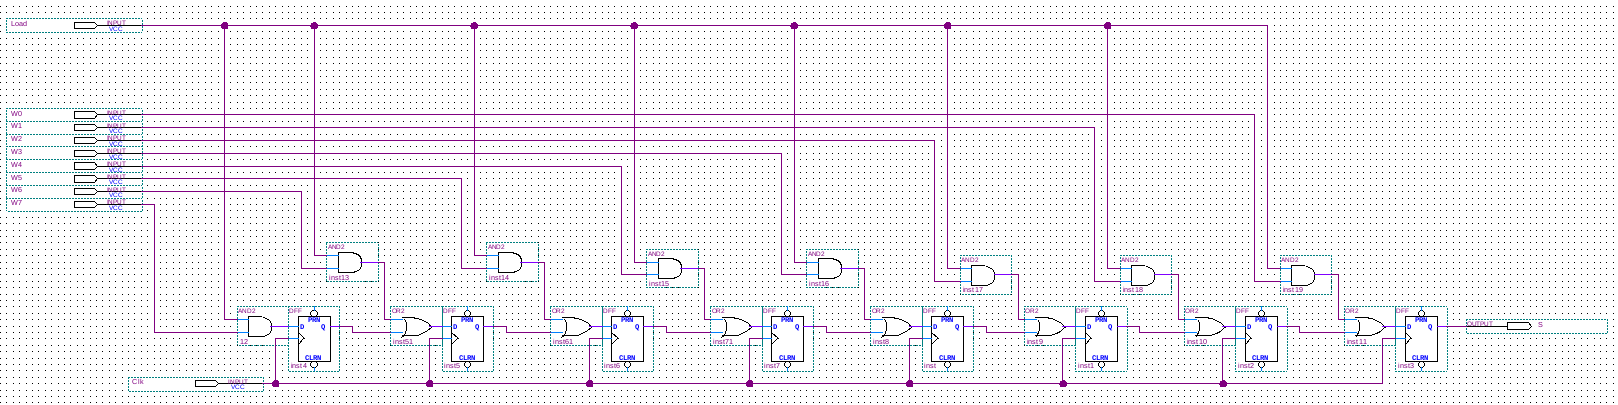 Load INPUT VCC
W0 INPUT VCC
W1 INPUT VCC
W2 INPUT VCC
W3 INPUT VCC
W4 INPUT VCC
W5 INPUT VCC
W6 INPUT VCC
W7 INPUT VCC
AND2 AND2 AND2 AND2 AND2 AND2 AND2
inst13 inst14 inst15 inst16 inst17 inst18 inst19
AND2 DFF OR2 DFF OR2 DFF OR2 DFF OR2 DFF OR2 DFF OR2 DFF OR2 DFF
PRN PRN PRN PRN PRN PRN PRN PRN
D Q D Q D Q D Q D Q D Q D Q D Q OUTPUT S
12 inst51 inst61 inst71 inst8 inst9 inst10 inst11
CLRN CLRN CLRN CLRN CLRN CLRN CLRN CLRN
inst4 inst5 inst6 inst7 inst inst1 inst2 inst3
Clk INPUT VCC